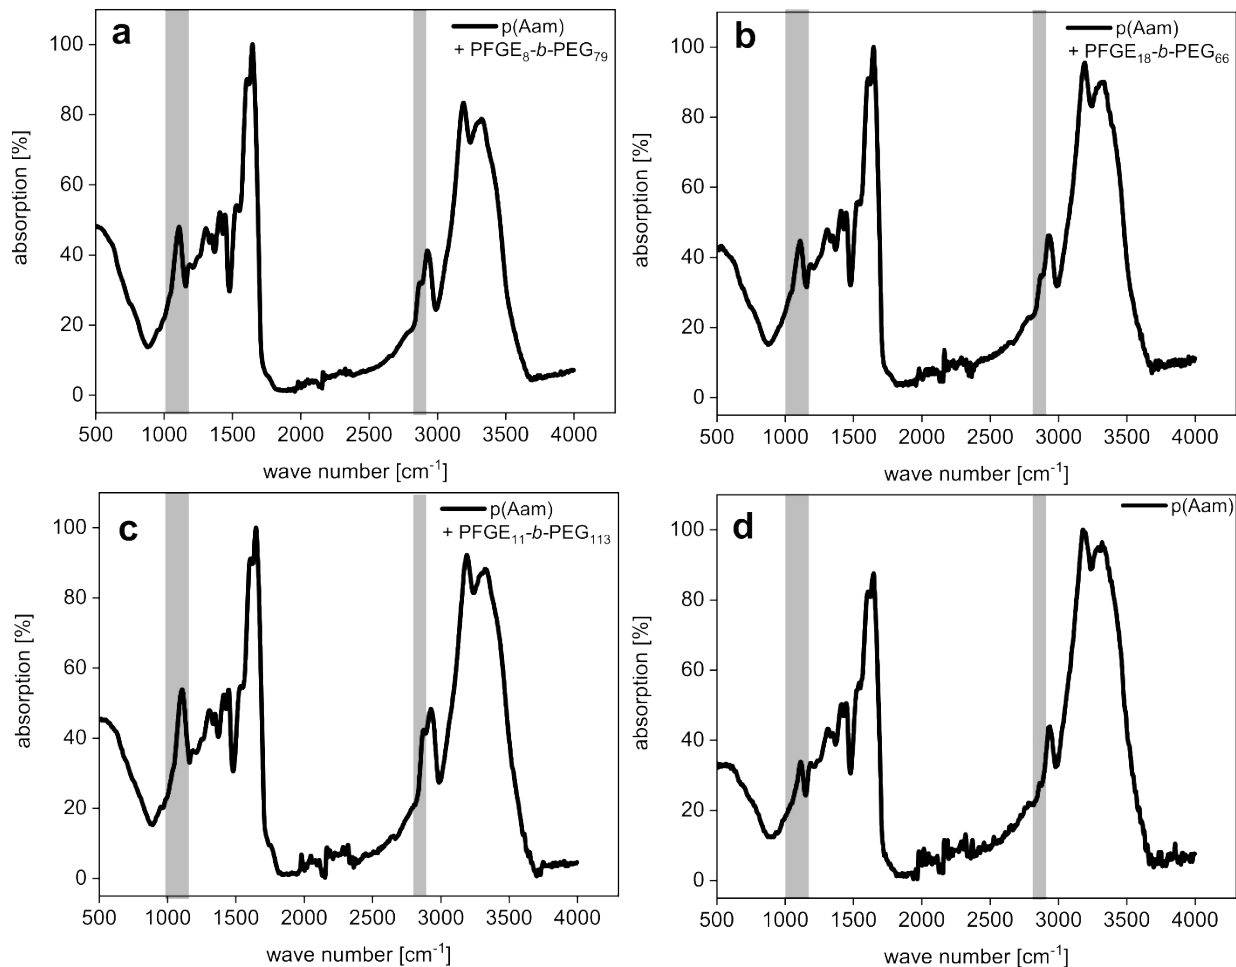 a
p(Aam)
+ PFGE8-b-PEG79
absorption [%]
100
80
60
40
20
0
500 1000 1500 2000 2500 3000 3500 4000
wave number [cm-1]
b
p(Aam)
+ PFGE18-b-PEG66
absorption [%]
100
80
60
40
20
0
500 1000 1500 2000 2500 3000 3500 4000
wave number [cm-1]
c
p(Aam)
+ PFGE11-b-PEG113
absorption [%]
100
80
60
40
20
0
500 1000 1500 2000 2500 3000 3500 4000
wave number [cm-1]
d
p(Aam)
absorption [%]
100
80
60
40
20
0
500 1000 1500 2000 2500 3000 3500 4000
wave number [cm-1]